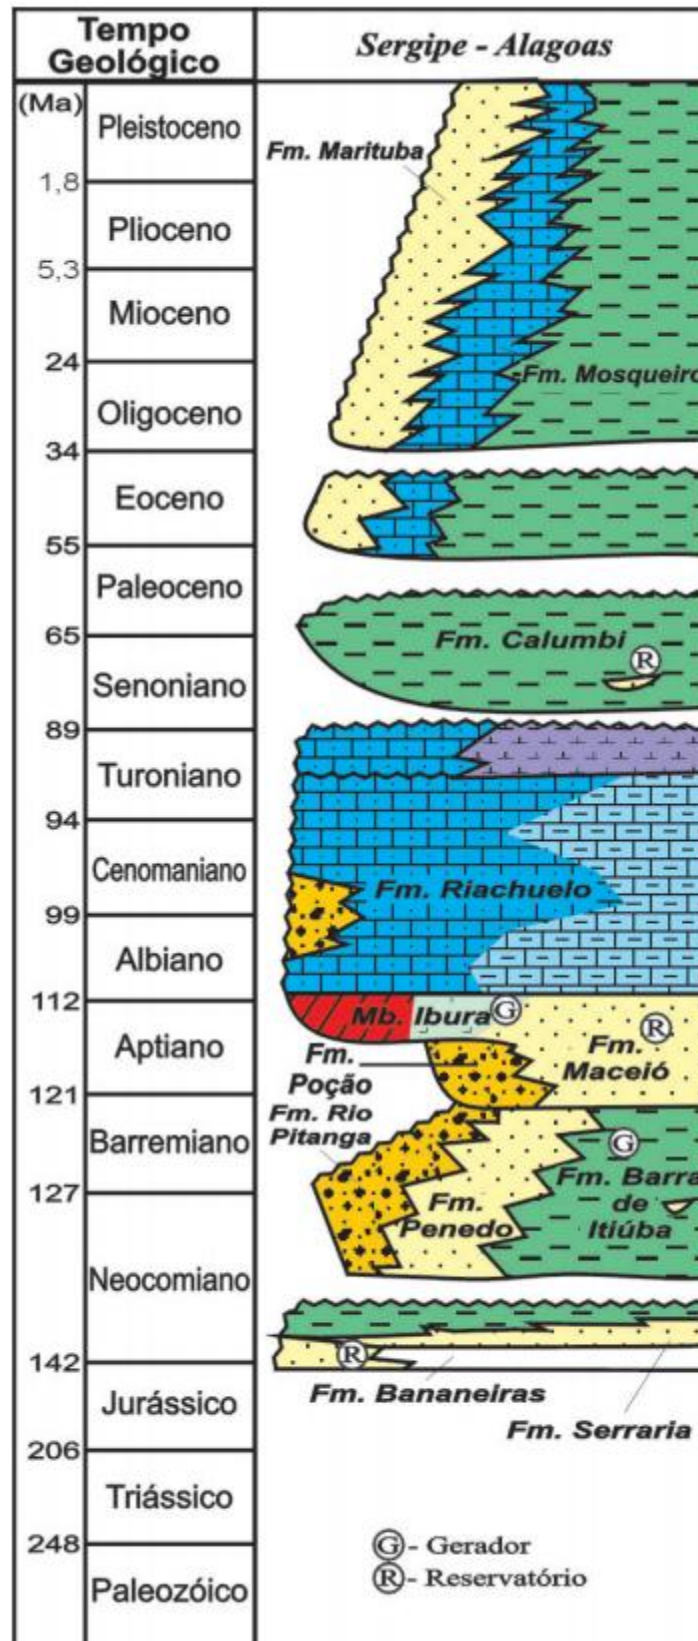 Tempo
Geológico
Sergipe - Alagoas
(Ma)
Pleistoceno
Fm. Marituba
1,8
Plioceno
5,3
Mioceno
24
Fm. Mosqueiro
Oligoceno
34
Eoceno
55
Paleoceno
65
Fm. Calumbi
R
Senoniano
89
Turoniano
94
Cenomaniano
Fm. Riachuelo
99
Albiano
112
Mb. Ibura
G
R
Aptiano
Fm.
Poção
Fm.
Maceió
121
Fm. Rio
Pitanga
Barremiano
G
127
Fm.
Penedo
Fm. Barra
de
Itiúba
Neocomiano
R
142
Fm. Bananeiras
Jurássico
Fm. Serraria
206
Triássico
248
G - Gerador
R - Reservatório
Paleozóico